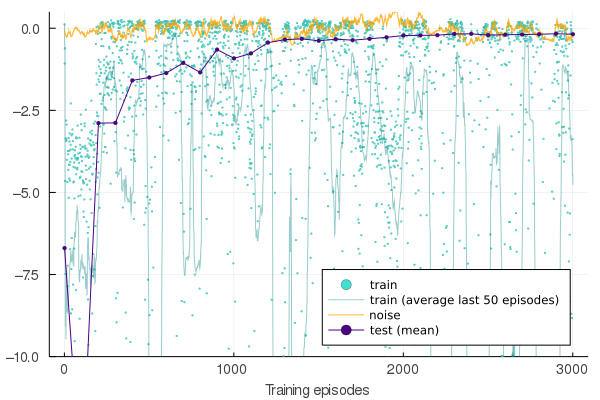 0.0
−2.5
−5.0
−7.5
−10.0
train
train (average last 50 episodes)
noise
test (mean)
0 1000 2000 3000
Training episodes